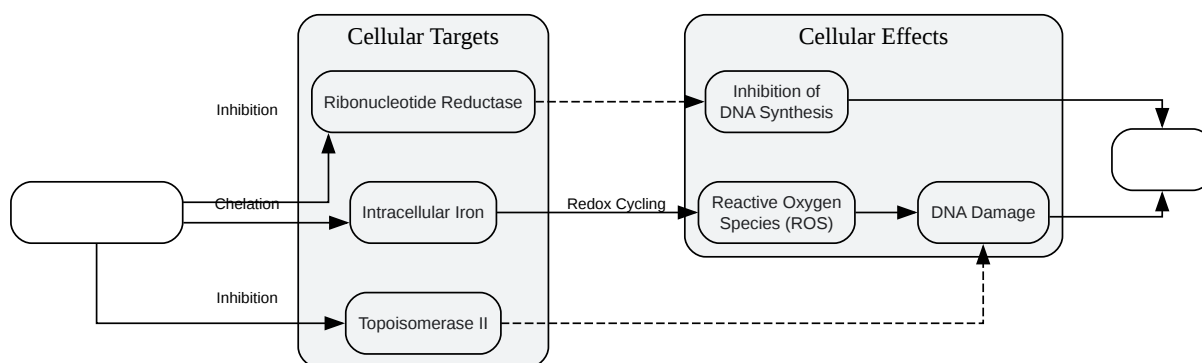 Cellular Targets
Cellular Effects
Inhibition
Ribonucleotide Reductase
Inhibition of
DNA Synthesis
Chelation
Intracellular Iron
Redox Cycling
Reactive Oxygen
Species (ROS)
DNA Damage
Inhibition
Topoisomerase II